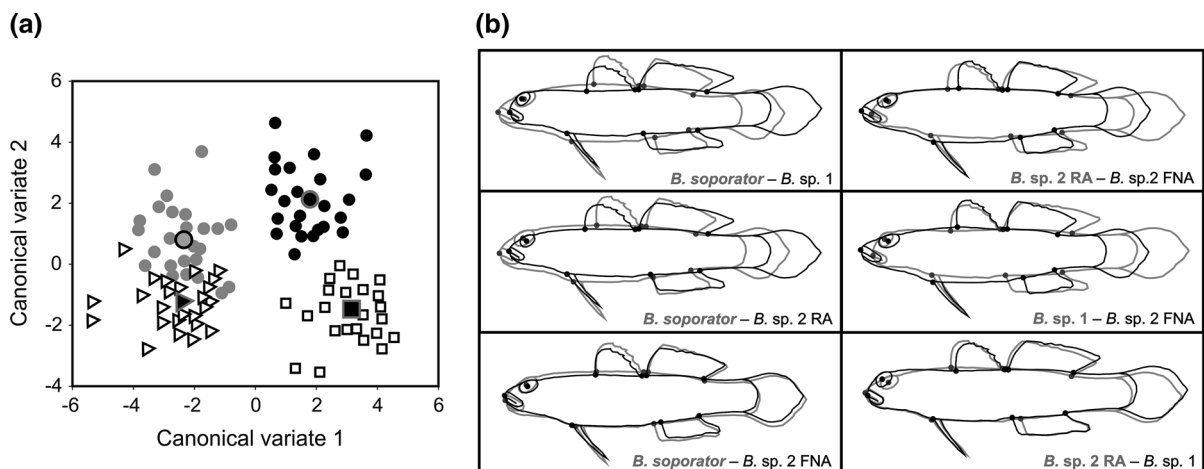 (a)
(b)
6
4
2
0
-2
-4
-6
-4
-2
0
2
4
6
Canonical variate 2
Canonical variate 1
B. soporator – B. sp. 1
B. sp. 2 RA – B. sp.2 FNA
B. soporator – B. sp. 2 RA
B. sp. 1 – B. sp. 2 FNA
B. soporator – B. sp. 2 FNA
B. sp. 2 RA – B. sp. 1